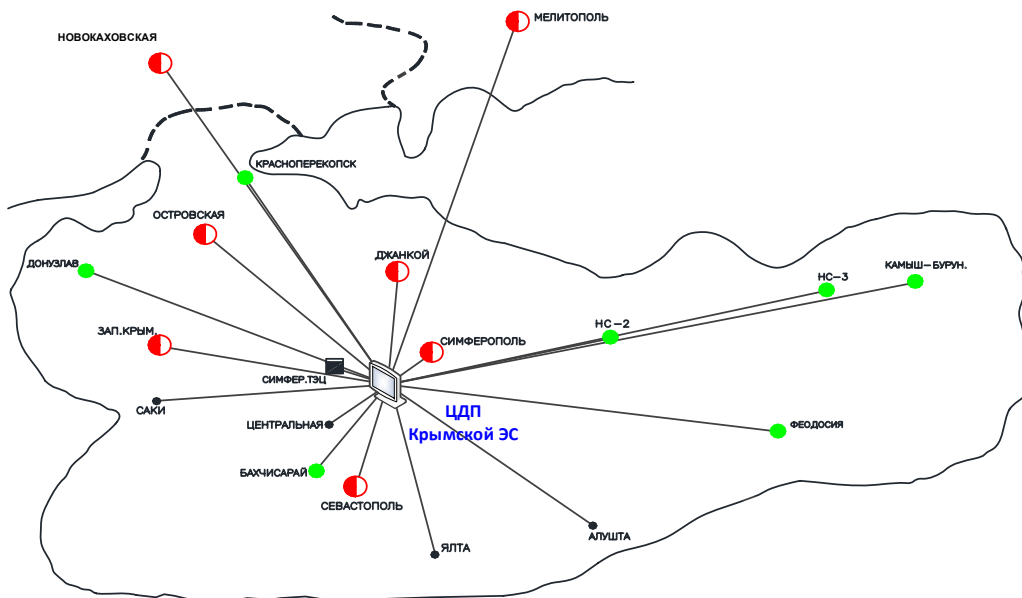 МЕЛИТОПОЛЬ
НОВОКАХОВСКАЯ
КРАСНОПЕРЕКОПСК
ОСТРОВСКАЯ
ДЖАНКОЙ
ДОНУЗЛАВ
КАМЫШ-БУРУН.
НС-3
НС-2
ЗАП.КРЫМ.
СИМФЕРОПОЛЬ
СИМФЕР.ТЭЦ
САКИ
ЦДП
Крымской ЭС
ЦЕНТРАЛЬНАЯ
ФЕОДОСИЯ
БАХЧИСАРАЙ
СЕВАСТОПОЛЬ
АЛУШТА
ЯЛТА